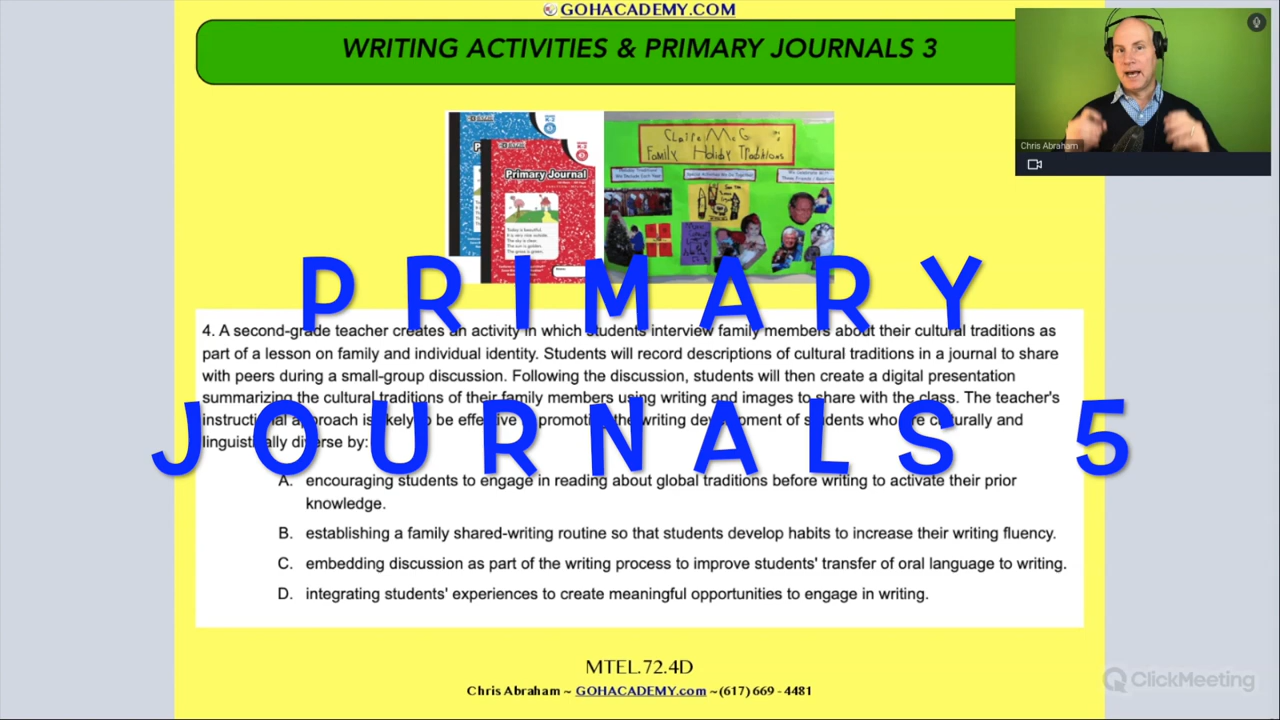 GOHACADEMY.COM
WRITING ACTIVITIES & PRIMARY JOURNALS 3
Chris Abraham
Primary Journal
Claire McG
Family Holiday Traditions
PRIMARY
JOURNALS 5
4. A second-grade teacher creates an activity in which students interview family members about their cultural traditions as
part of a lesson on family and individual identity. Students will record descriptions of cultural traditions in a journal to share
with peers during a small-group discussion. Following the discussion, students will then create a digital presentation
summarizing the cultural traditions of their family members using writing and images to share with the class. The teacher's
instructional approach is likely to be effective in promoting the writing development of students who are culturally and
linguistically diverse by:
A. encouraging students to engage in reading about global traditions before writing to activate their prior
knowledge.
B. establishing a family shared-writing routine so that students develop habits to increase their writing fluency.
C. embedding discussion as part of the writing process to improve students' transfer of oral language to writing.
D. integrating students' experiences to create meaningful opportunities to engage in writing.
MTEL.72.4D
Chris Abraham ~ GOHACADEMY.com ~(617) 669 - 4481
ClickMeeting